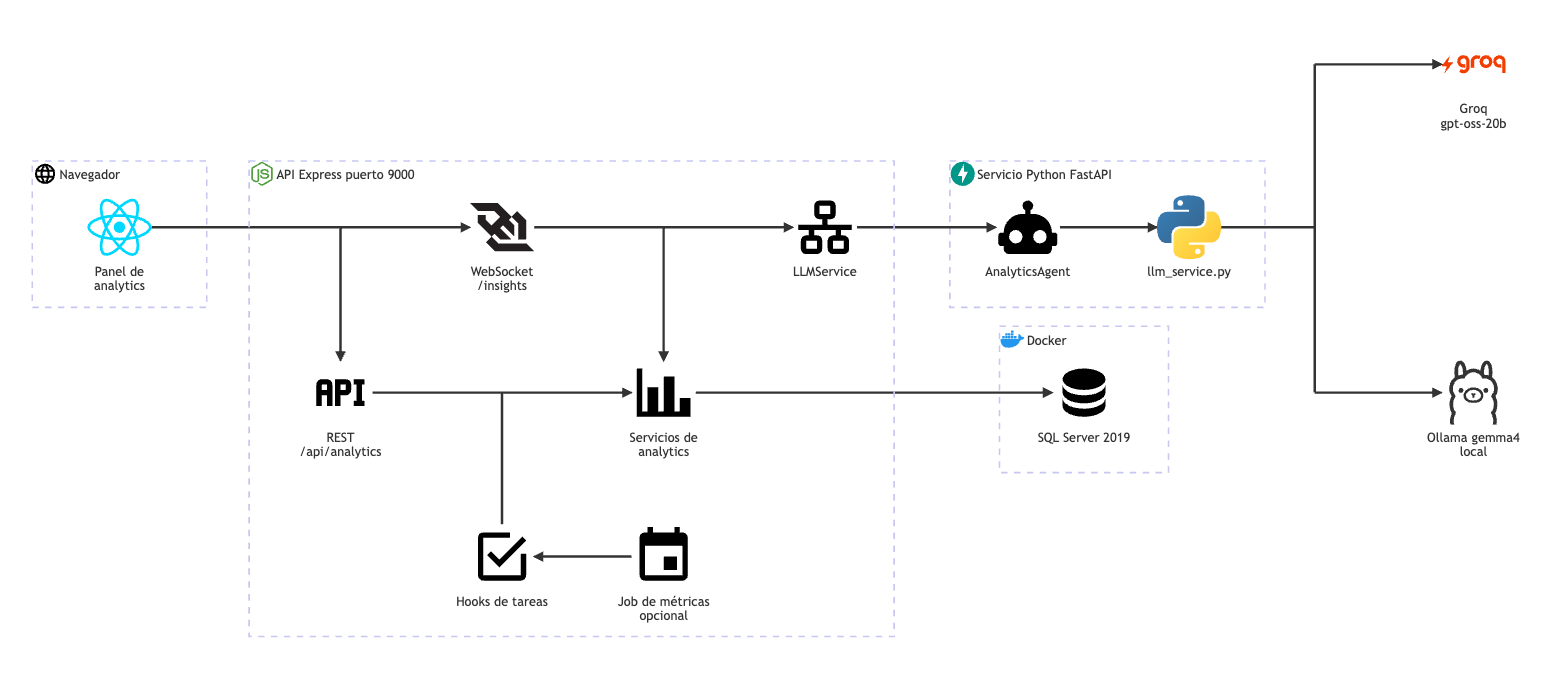 groq
Groq
gpt-oss-20b
Navegador
API Express puerto 9000
Servicio Python FastAPI
Panel de
analytics
WebSocket
/insights
LLMService
AnalyticsAgent
llm_service.py
Docker
API
REST
/api/analytics
Servicios de
analytics
SQL Server 2019
Ollama gemma4
local
Hooks de tareas
Job de métricas
opcional